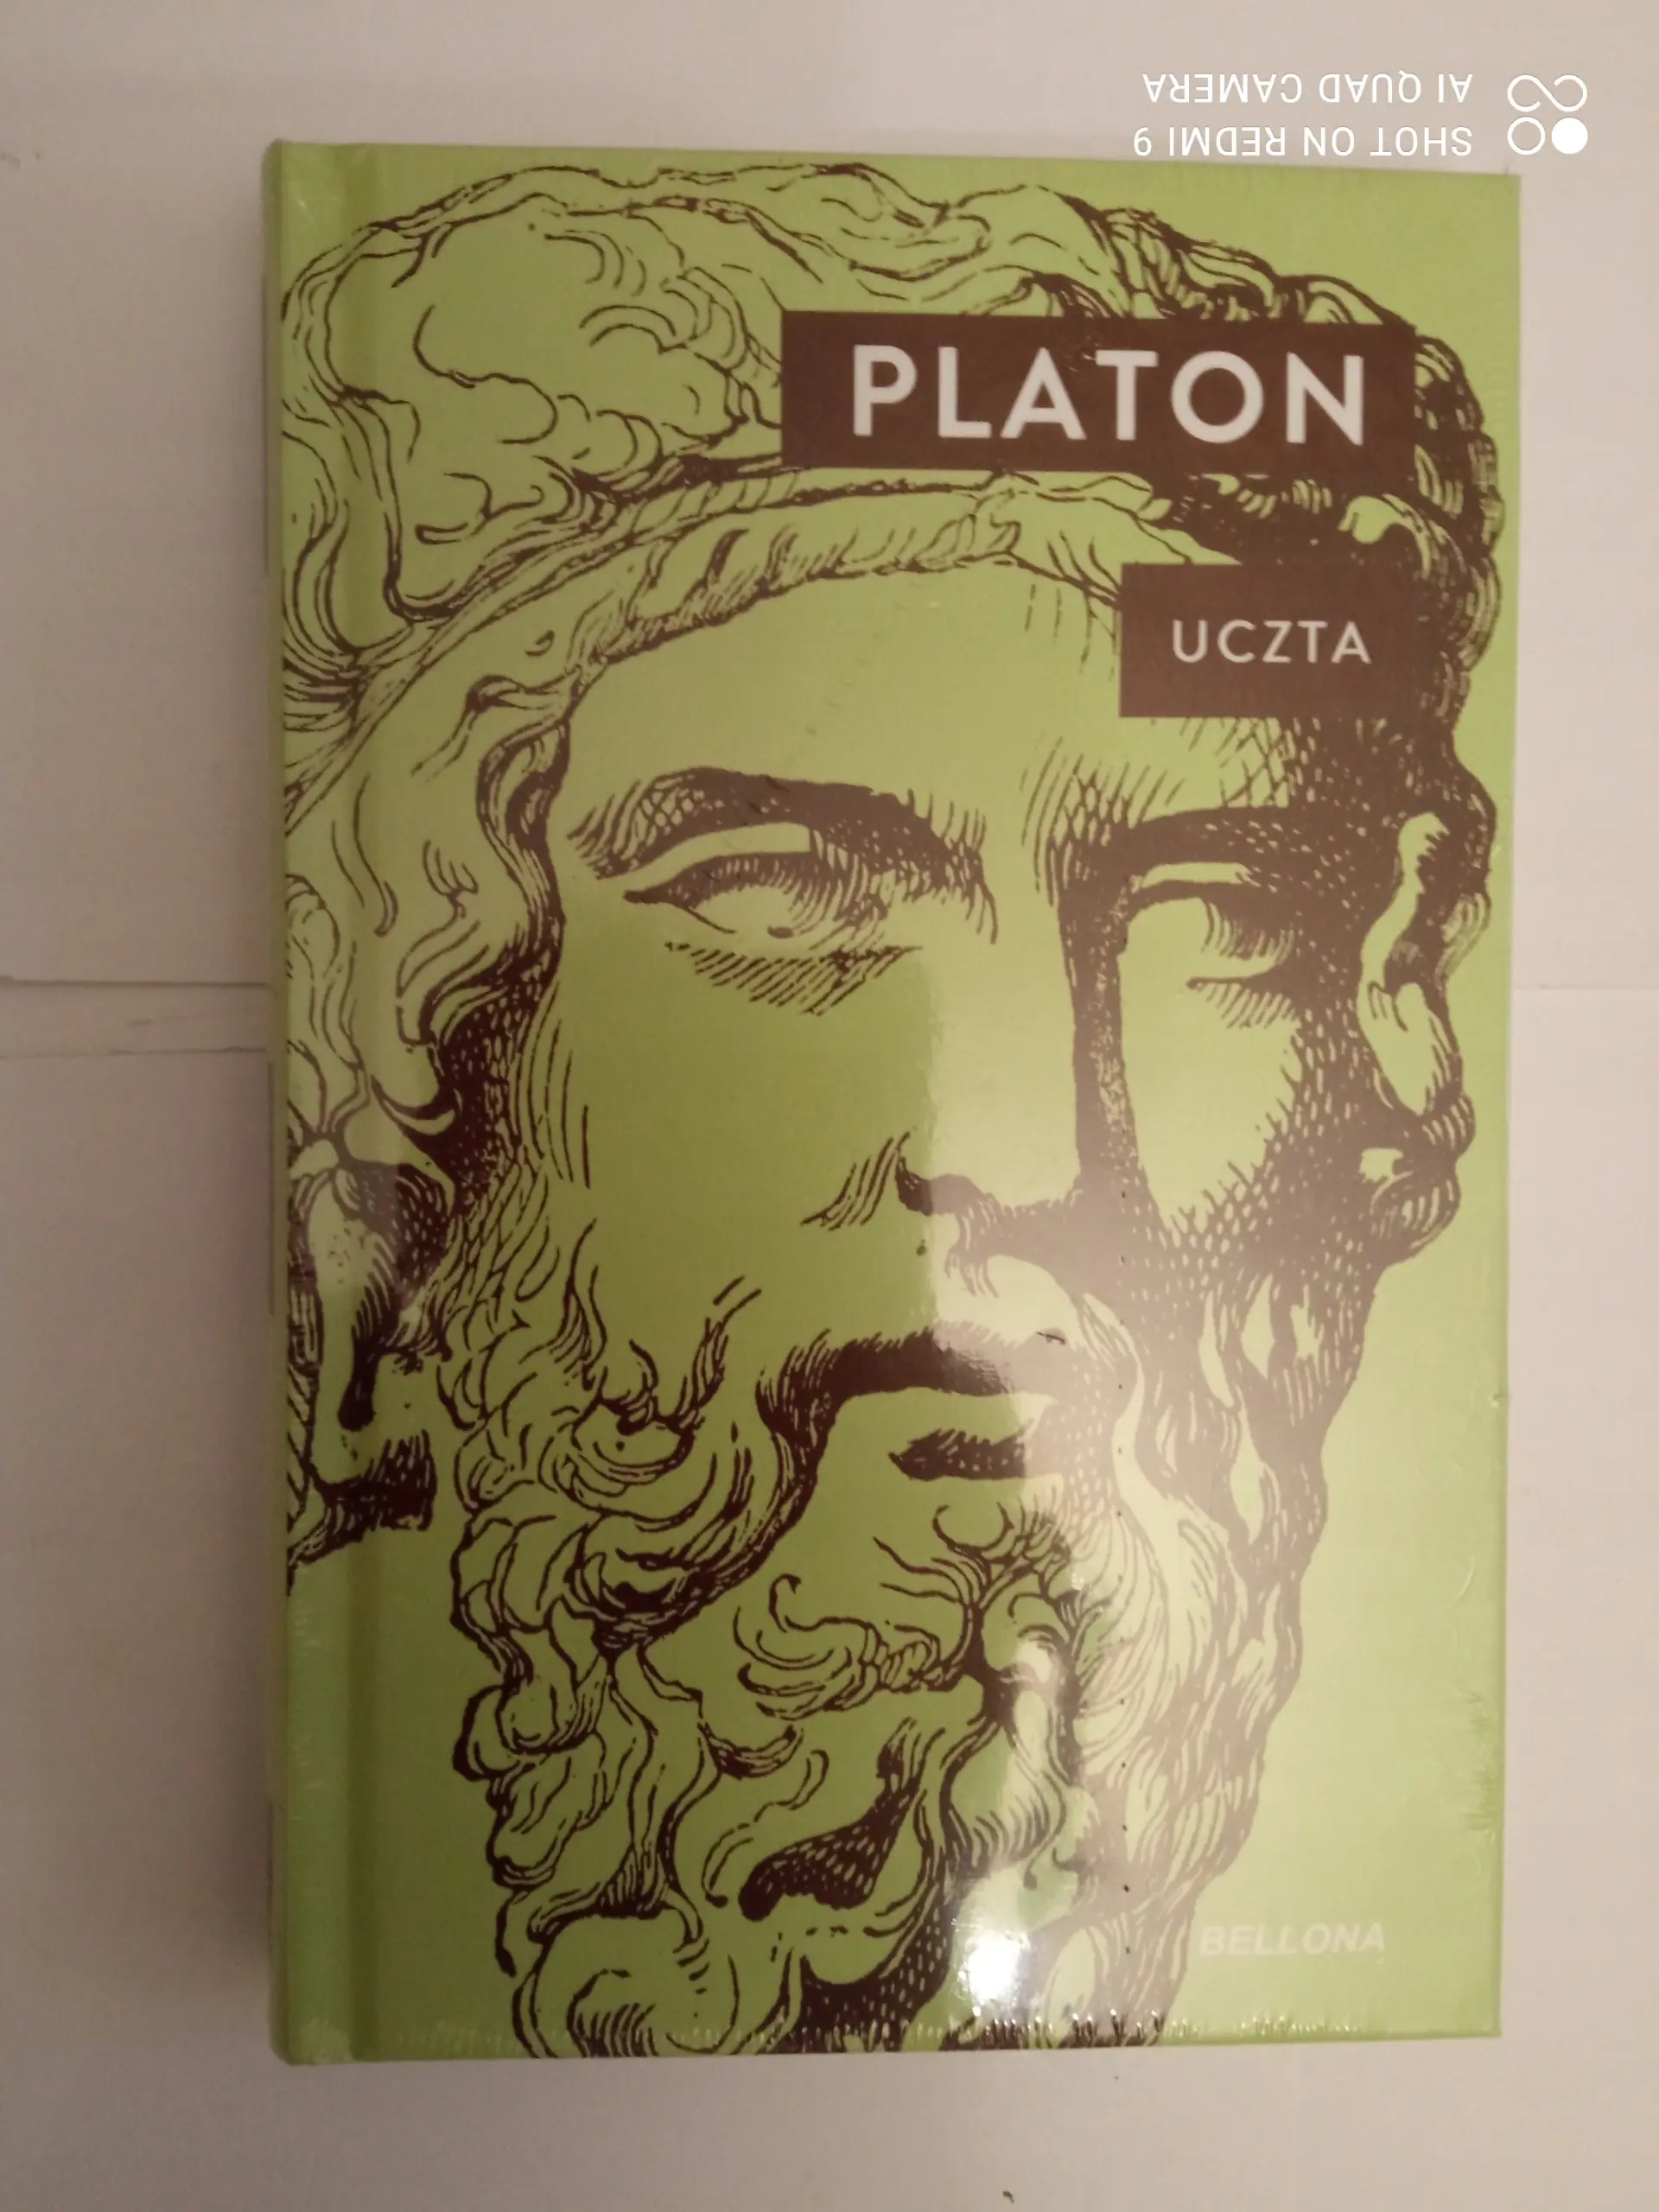 SHOT ON REDMI 9
AI QUAD CAMERA
PLATON
UCZTA
BELLONA